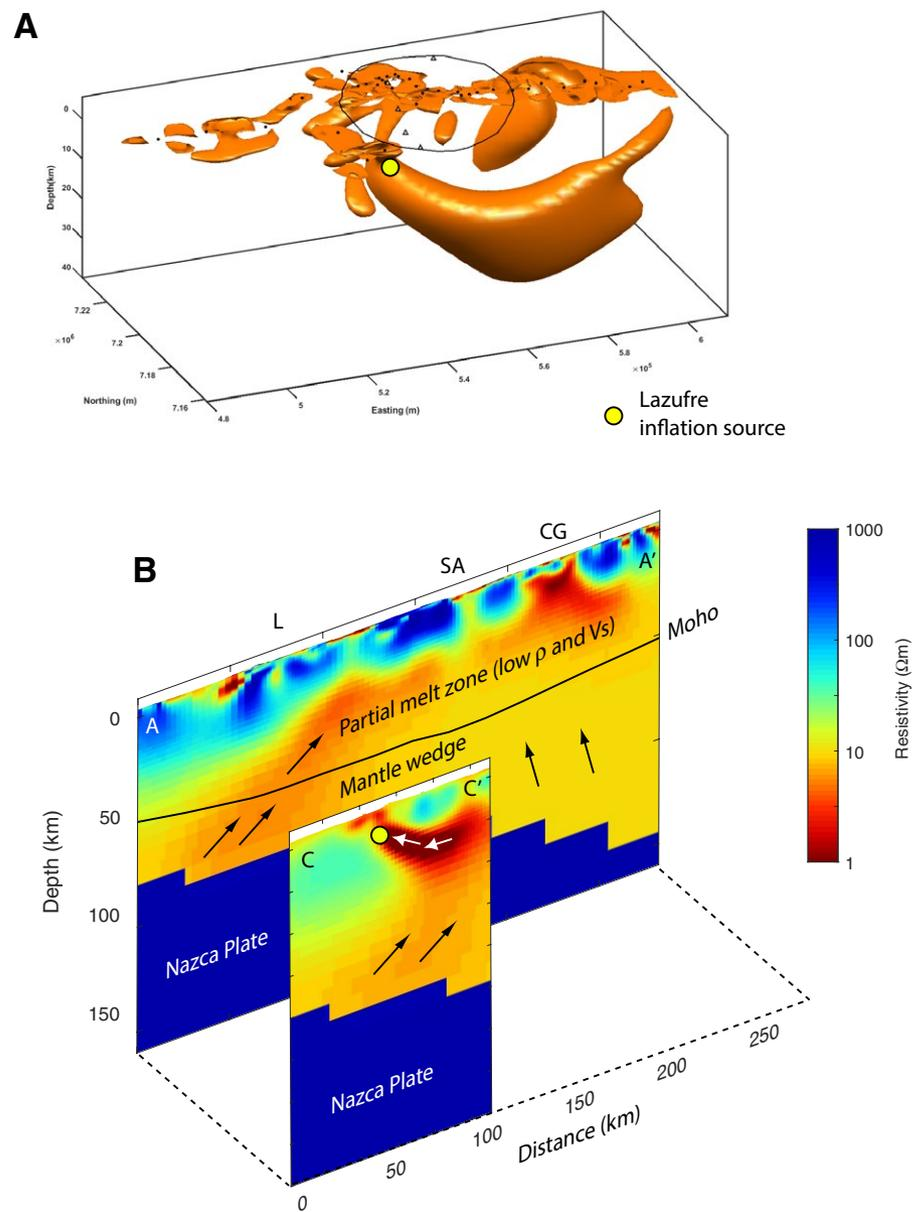 A
0
10
20
30
40
Depth(km)
7.22
×10⁶
7.2
7.18
7.16
Northing (m)
4.8
5
5.2
5.4
5.6
5.8
6
×10⁵
Easting (m)
Lazufre
inflation source
B
L
SA
CG
A'
A
Moho
Partial melt zone (low ρ and Vs)
Mantle wedge
C
C'
Nazca Plate
Nazca Plate
0
50
100
150
Depth (km)
0
50
100
150
200
250
Distance (km)
1000
100
10
1
Resistivity (Ωm)